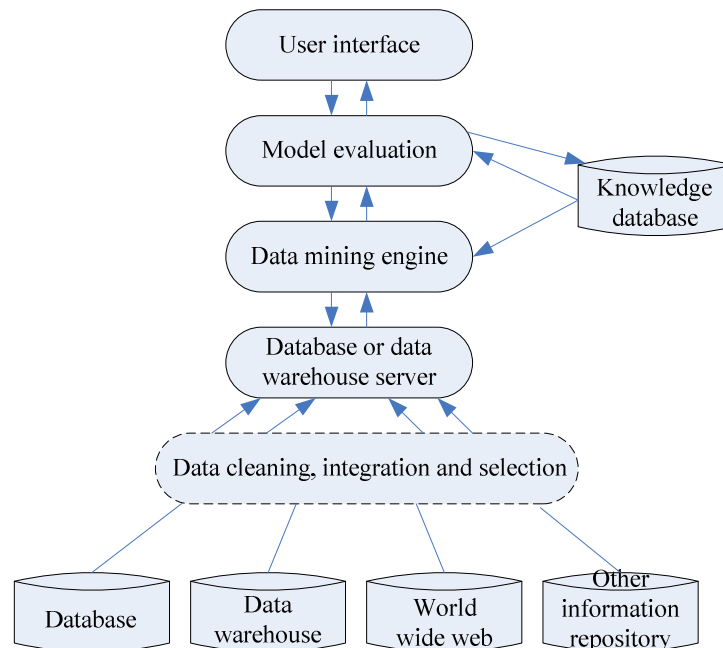 User interface
Model evaluation
Knowledge
database
Data mining engine
Database or data
warehouse server
Data cleaning, integration and selection
Database
Data
warehouse
World
wide web
Other
information
repository